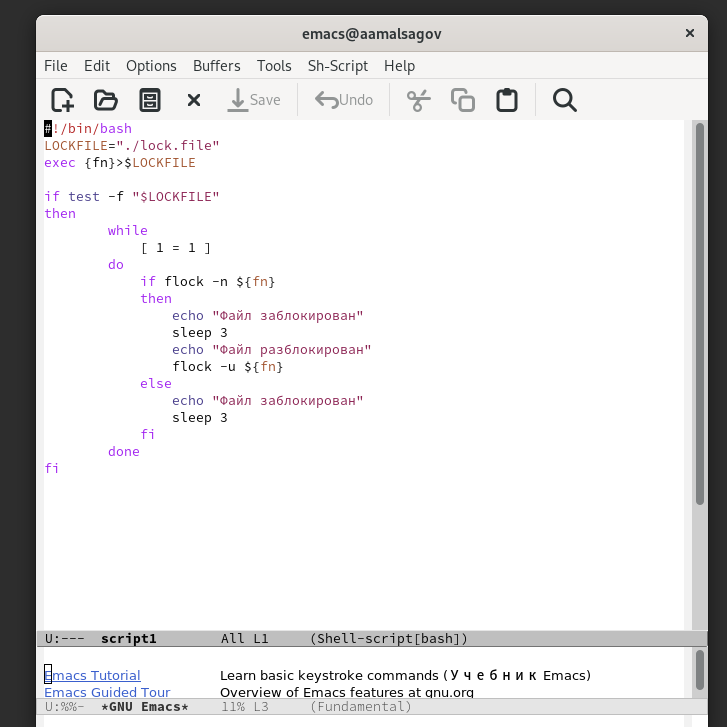 emacs@aamalsagov ×
File Edit Options Buffers Tools Sh-Script Help
Save Undo
#!/bin/bash
LOCKFILE="./lock.file"
exec {fn}>$LOCKFILE

if test -f "$LOCKFILE"
then
        while
            [ 1 = 1 ]
        do
            if flock -n ${fn}
            then
                echo "Файл заблокирован"
                sleep 3
                echo "Файл разблокирован"
                flock -u ${fn}
            else
                echo "Файл заблокирован"
                sleep 3
            fi
        done
fi
U:--- script1 All L1 (Shell-script[bash])
Emacs Tutorial Learn basic keystroke commands (Учебник Emacs)
Emacs Guided Tour Overview of Emacs features at gnu.org
U:%%- *GNU Emacs* 11% L3 (Fundamental)